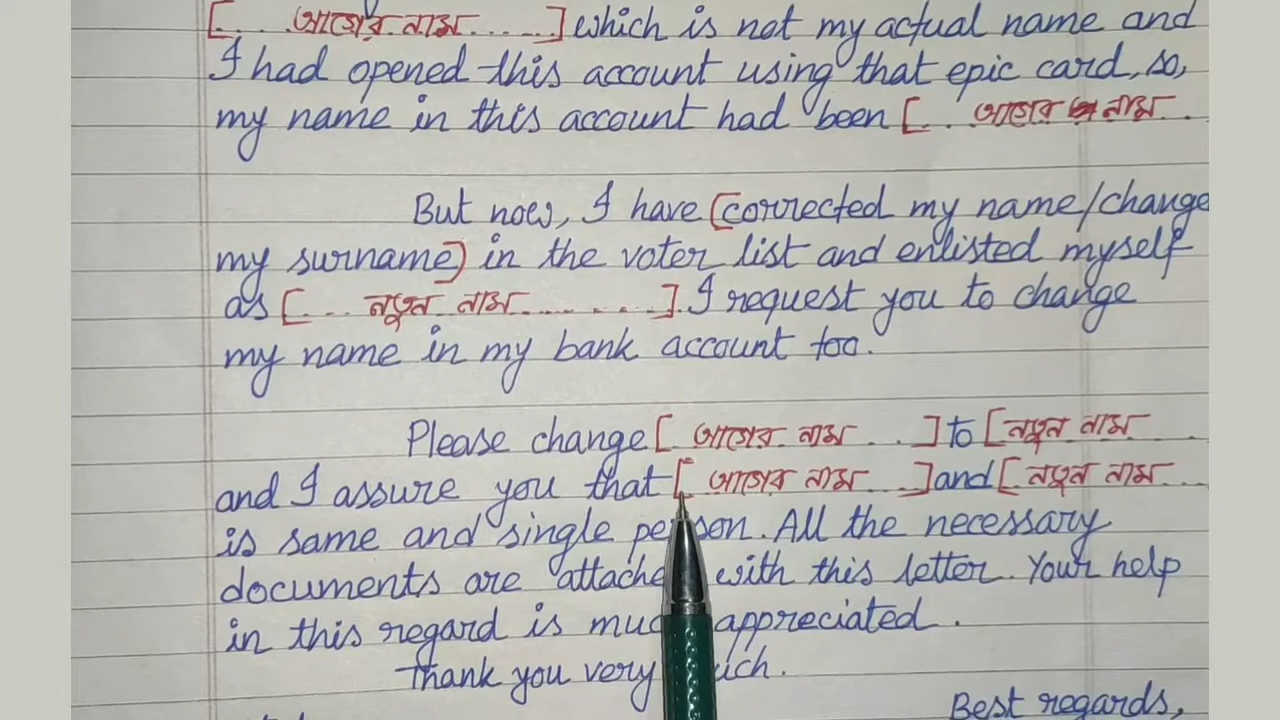 [... আগের নাম ......] which is not my actual name and
I had opened this account using that epic card, so,
my name in this account had been [.. আগের নাম ..
But now, I have [corrected my name/change
my surname] in the voter list and enlisted myself
as [... নতুন নাম .........]. I request you to change
my name in my bank account too.
Please change [ আগের নাম ...] to [নতুন নাম ..
and I assure you that [ আগের নাম ...] and [ নতুন নাম ...
is same and single person. All the necessary
documents are attache with this letter. Your help
in this regard is muc appreciated.
Thank you very uch.
Best regards,